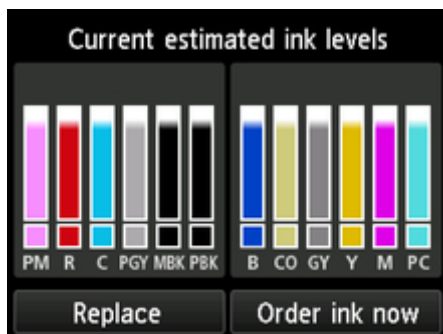 Current estimated ink levels
PM R C PGY MBK PBK B CO GY Y M PC
Replace Order ink now